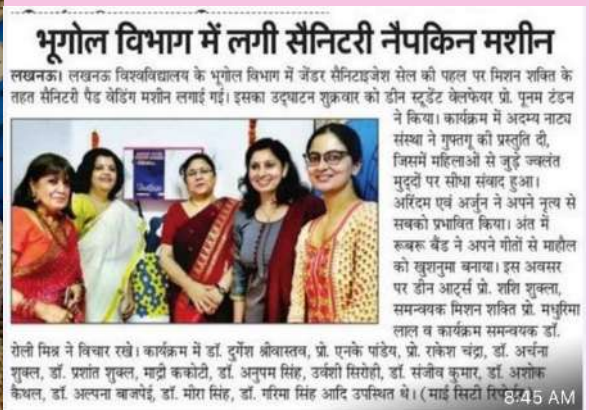 भूगोल विभाग में लगी सैनिटरी नैपकिन मशीन
लखनऊ। लखनऊ विश्वविद्यालय के भूगोल विभाग में जेंडर सैनिटाइजेश सेल की पहल पर मिशन शक्ति के
तहत सैनिटरी पैड वेडिंग मशीन लगाई गई। इसका उद्घाटन शुक्रवार को डीन स्टूडेंट वेलफेयर प्रो. पूनम टंडन
ने किया। कार्यक्रम में अदम्य नाट्य
संस्था ने गुफ्तगू की प्रस्तुति दी,
जिसमें महिलाओं से जुड़े ज्वलंत
मुद्दों पर सीधा संवाद हुआ।
अरिंदम एवं अर्जुन ने अपने नृत्य से
सबको प्रभावित किया। अंत में
रूबरू बैंड ने अपने गीतों से माहौल
को खुशनुमा बनाया। इस अवसर
पर डीन आर्ट्स प्रो. शशि शुक्ला,
समन्वयक मिशन शक्ति प्रो. मधुरिमा
लाल व कार्यक्रम समन्वयक डॉ.
रोली मिश्र ने विचार रखे। कार्यक्रम में डॉ. दुर्गेश श्रीवास्तव, प्रो. एनके पांडेय, प्रो. राकेश चंद्रा, डॉ. अर्चना
शुक्ल, डॉ. प्रशांत शुक्ल, माद्री ककोटी, डॉ. अनुपम सिंह, उर्वशी सिरोही, डॉ. संजीव कुमार, डॉ. अशोक
कैथल, डॉ. अल्पना बाजपेई, डॉ. मीरा सिंह, डॉ. गरिमा सिंह आदि उपस्थित थे। (माई सिटी
8:45 AM